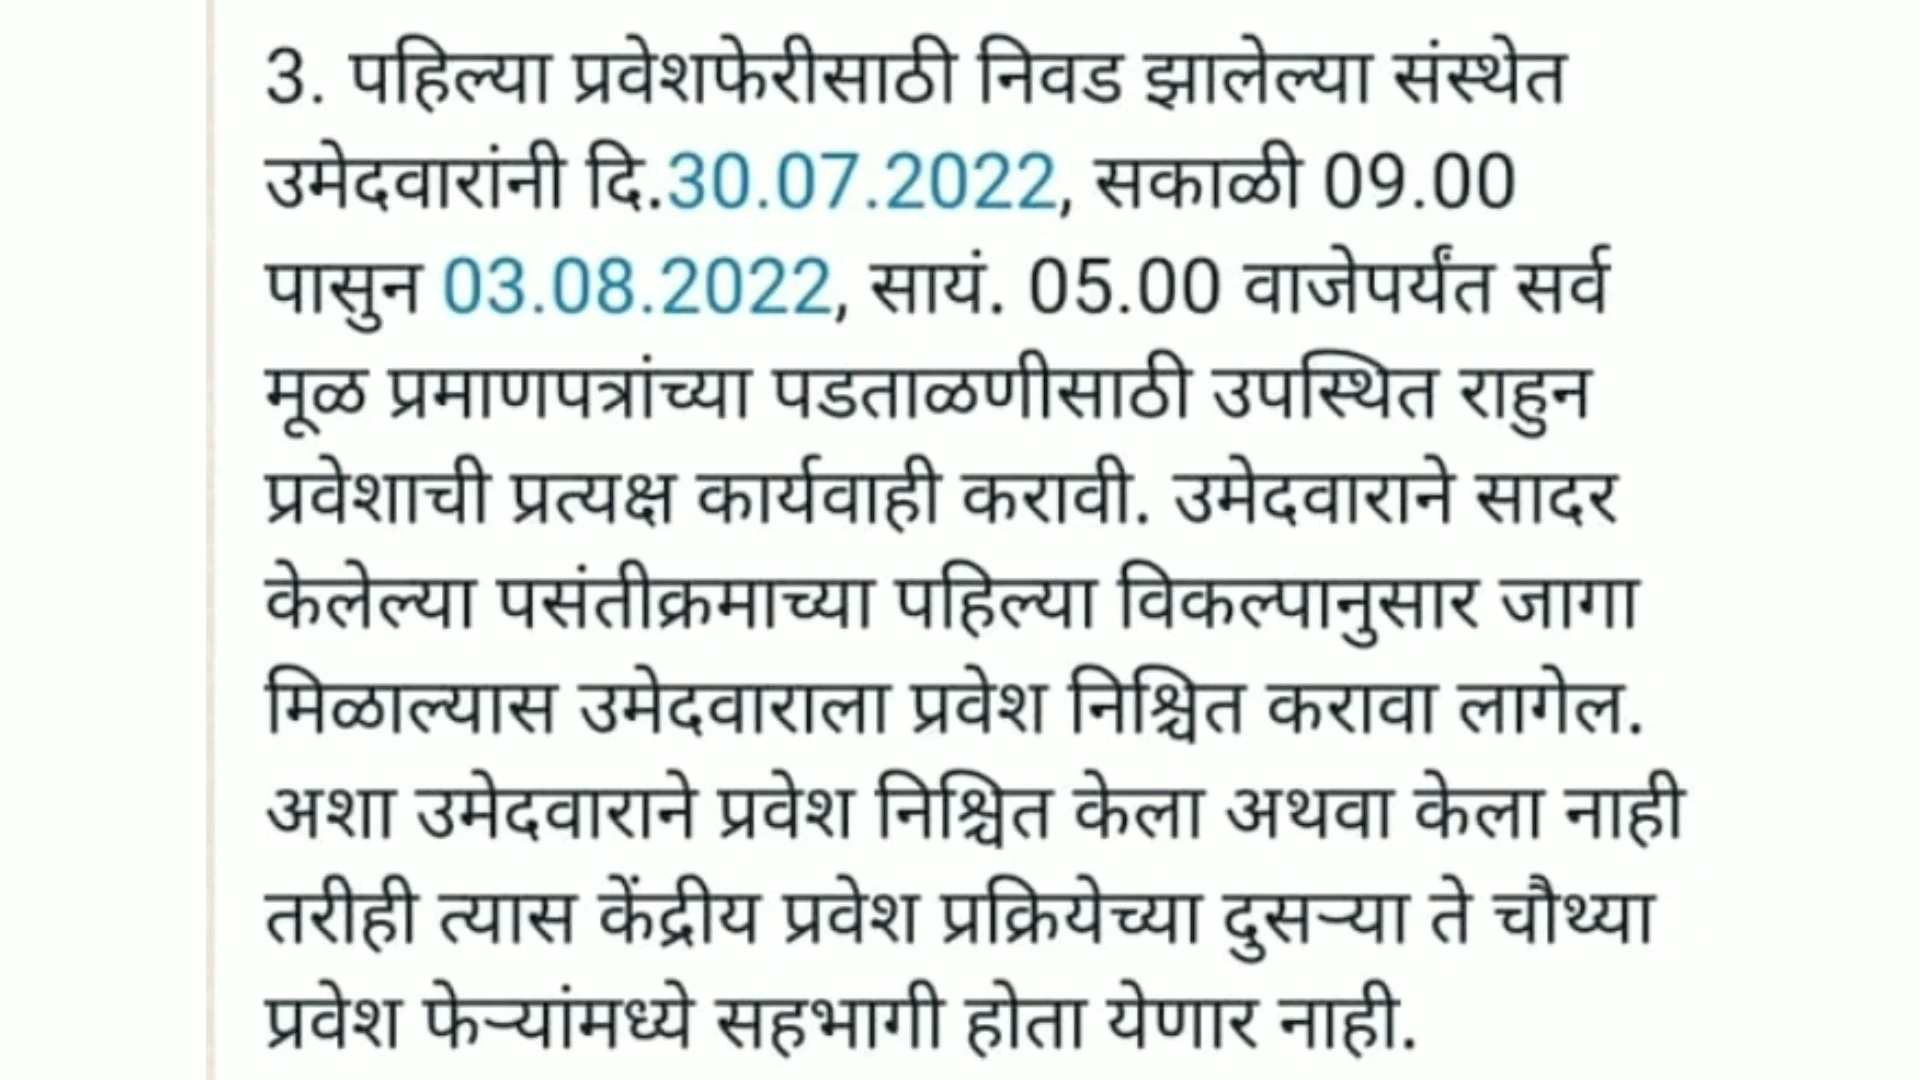 3. पहिल्या प्रवेशफेरीसाठी निवड झालेल्या संस्थेत
उमेदवारांनी दि.30.07.2022, सकाळी 09.00
पासुन 03.08.2022, सायं. 05.00 वाजेपर्यंत सर्व
मूळ प्रमाणपत्रांच्या पडताळणीसाठी उपस्थित राहुन
प्रवेशाची प्रत्यक्ष कार्यवाही करावी. उमेदवाराने सादर
केलेल्या पसंतीक्रमाच्या पहिल्या विकल्पानुसार जागा
मिळाल्यास उमेदवाराला प्रवेश निश्चित करावा लागेल.
अशा उमेदवाराने प्रवेश निश्चित केला अथवा केला नाही
तरीही त्यास केंद्रीय प्रवेश प्रक्रियेच्या दुसऱ्या ते चौथ्या
प्रवेश फेऱ्यांमध्ये सहभागी होता येणार नाही.